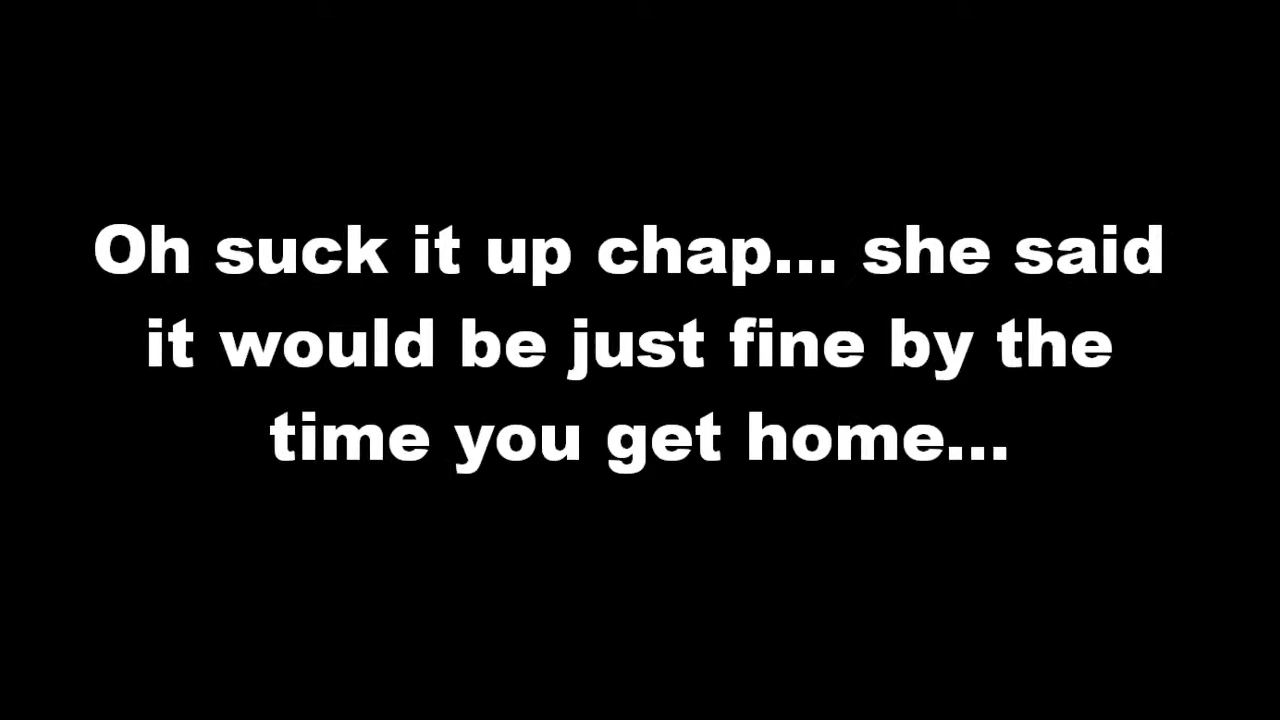 Oh suck it up chap... she said
it would be just fine by the
time you get home...